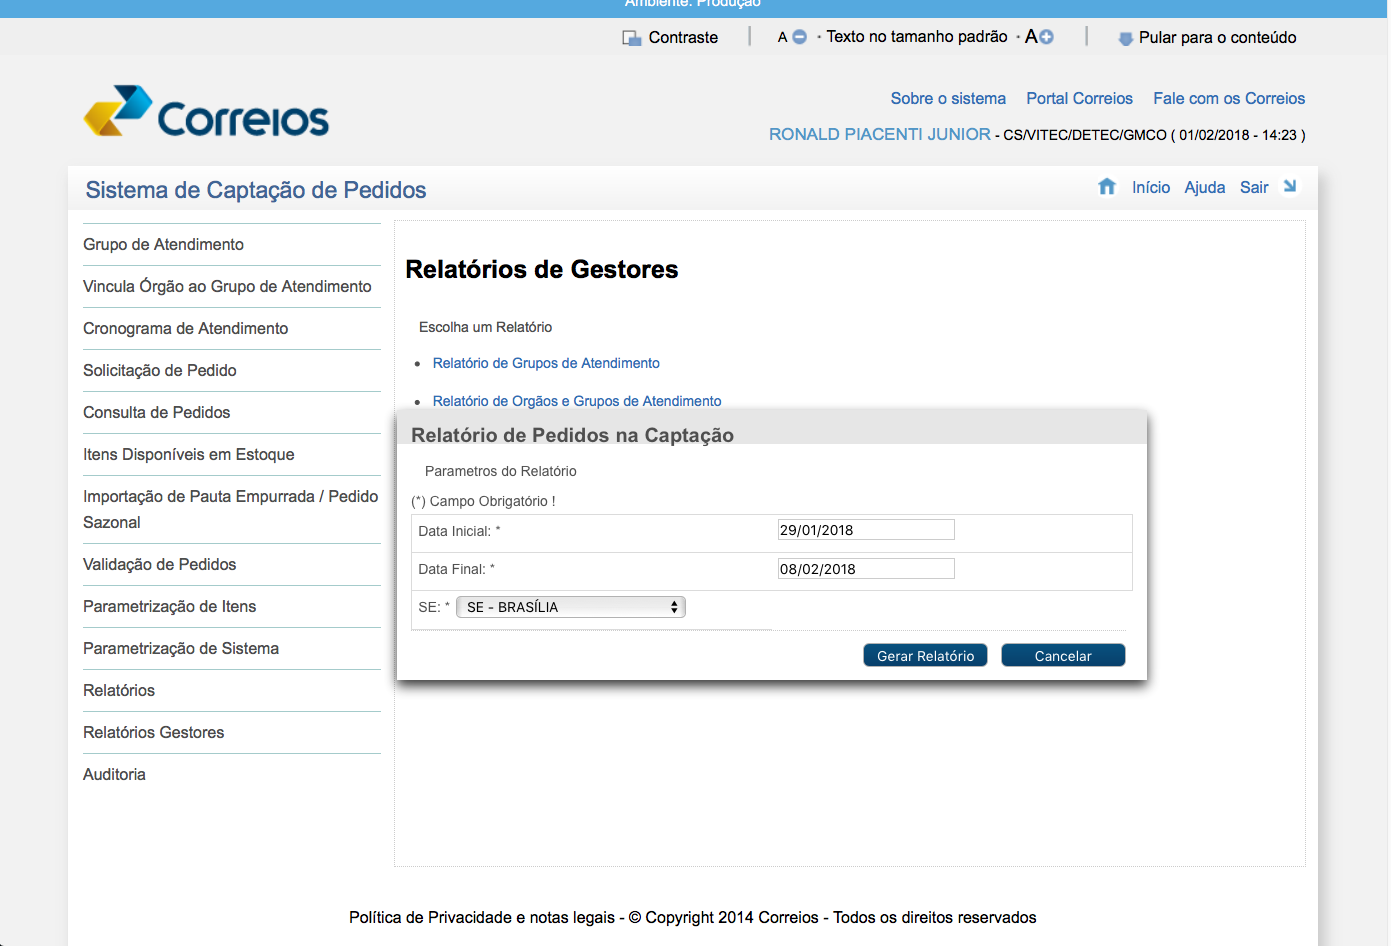 Ambiente: Produção
Contraste | A · Texto no tamanho padrão · A | Pular para o conteúdo
Correios
Sobre o sistema Portal Correios Fale com os Correios
RONALD PIACENTI JUNIOR - CS/VITEC/DETEC/GMCO ( 01/02/2018 - 14:23 )
Sistema de Captação de Pedidos
Início Ajuda Sair
Grupo de Atendimento
Vincula Órgão ao Grupo de Atendimento
Cronograma de Atendimento
Solicitação de Pedido
Consulta de Pedidos
Itens Disponíveis em Estoque
Importação de Pauta Empurrada / Pedido
Sazonal
Validação de Pedidos
Parametrização de Itens
Parametrização de Sistema
Relatórios
Relatórios Gestores
Auditoria
Relatórios de Gestores
Escolha um Relatório
• Relatório de Grupos de Atendimento
• Relatório de Orgãos e Grupos de Atendimento
Relatório de Pedidos na Captação
Parametros do Relatório
(*) Campo Obrigatório !
Data Inicial: * 29/01/2018
Data Final: * 08/02/2018
SE: * SE - BRASÍLIA
Gerar Relatório Cancelar
Política de Privacidade e notas legais - © Copyright 2014 Correios - Todos os direitos reservados